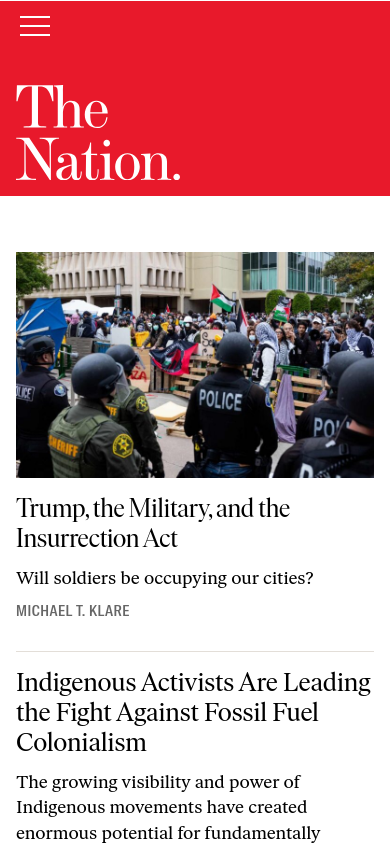 The
Nation.
POLICE
SHERIFF
POLICE
Trump, the Military, and the
Insurrection Act
Will soldiers be occupying our cities?
MICHAEL T. KLARE
Indigenous Activists Are Leading
the Fight Against Fossil Fuel
Colonialism
The growing visibility and power of
Indigenous movements have created
enormous potential for fundamentally